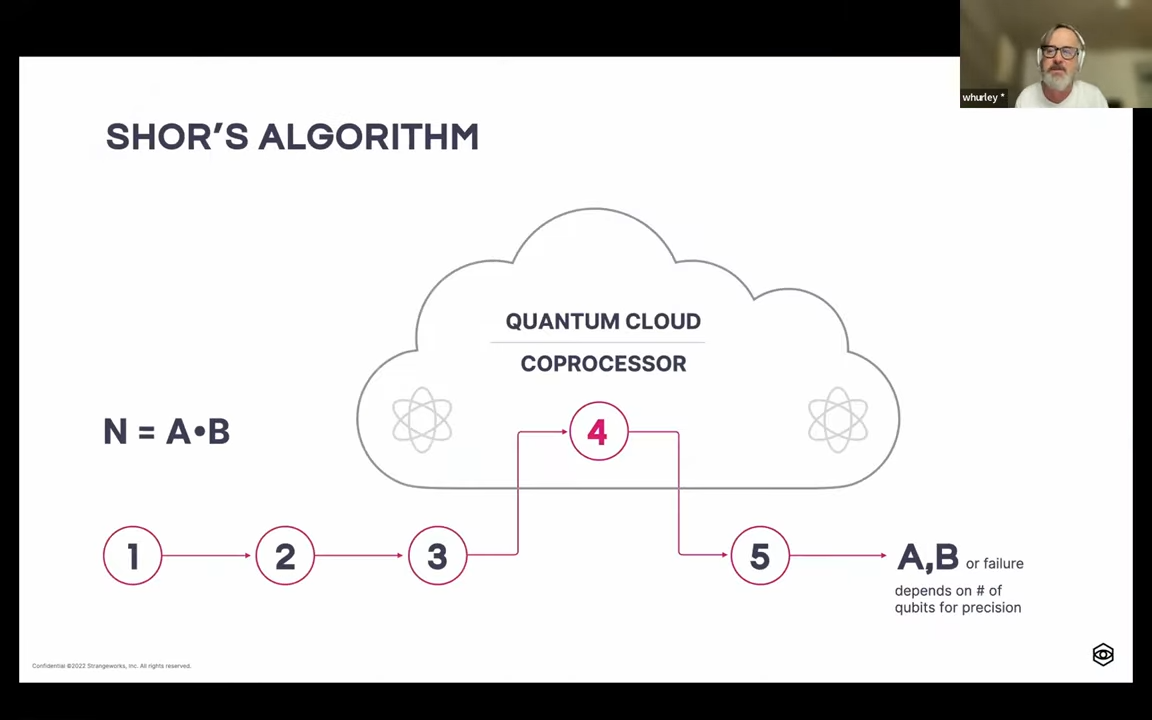 whurley *
SHOR'S ALGORITHM
QUANTUM CLOUD
COPROCESSOR
4
N = A•B
1
2
3
5
A,B or failure
depends on # of
qubits for precision
Confidential ©2022 Strangeworks, Inc. All rights reserved.